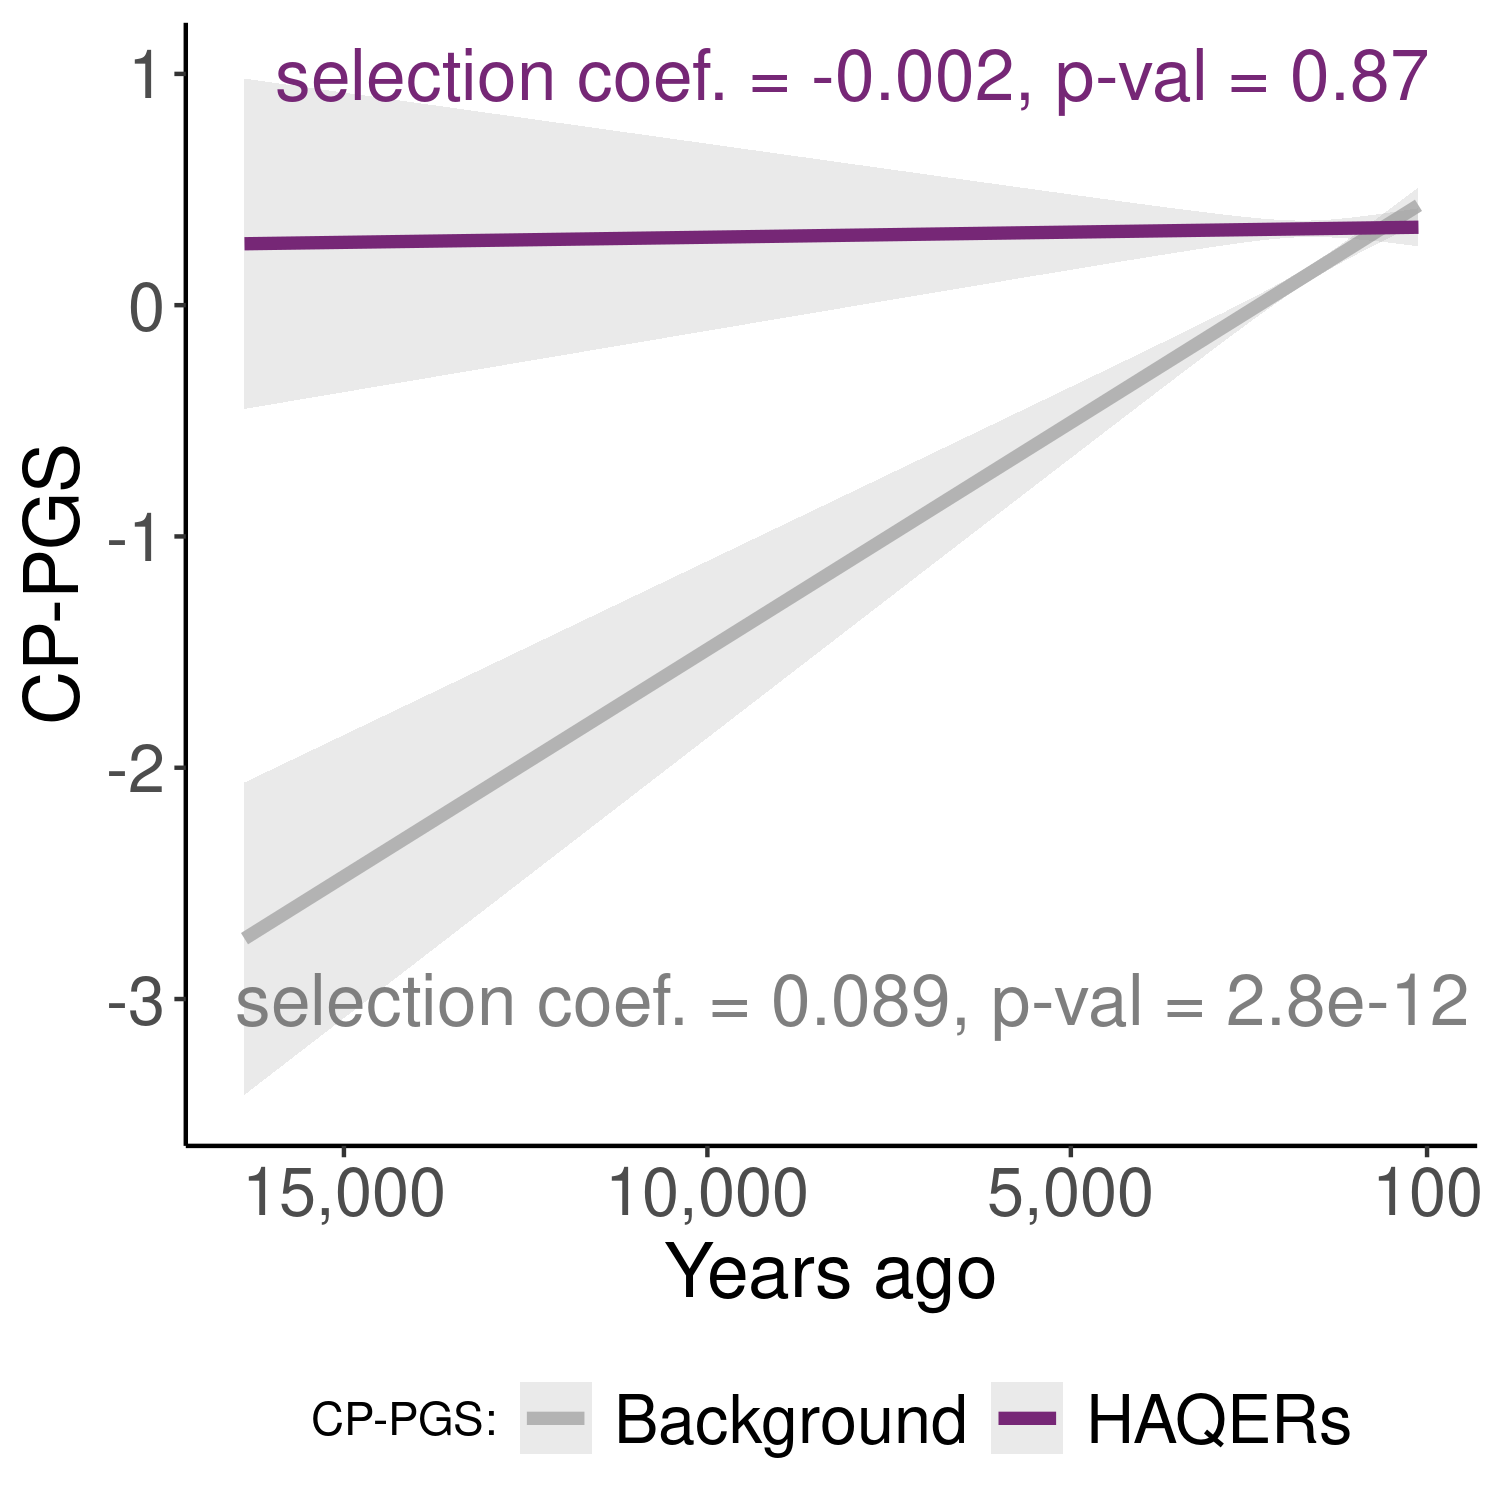 selection coef. = -0.002, p-val = 0.87
1
0
-1
-2
-3
CP-PGS
selection coef. = 0.089, p-val = 2.8e-12
15,000 10,000 5,000 100
Years ago
CP-PGS: Background HAQERs